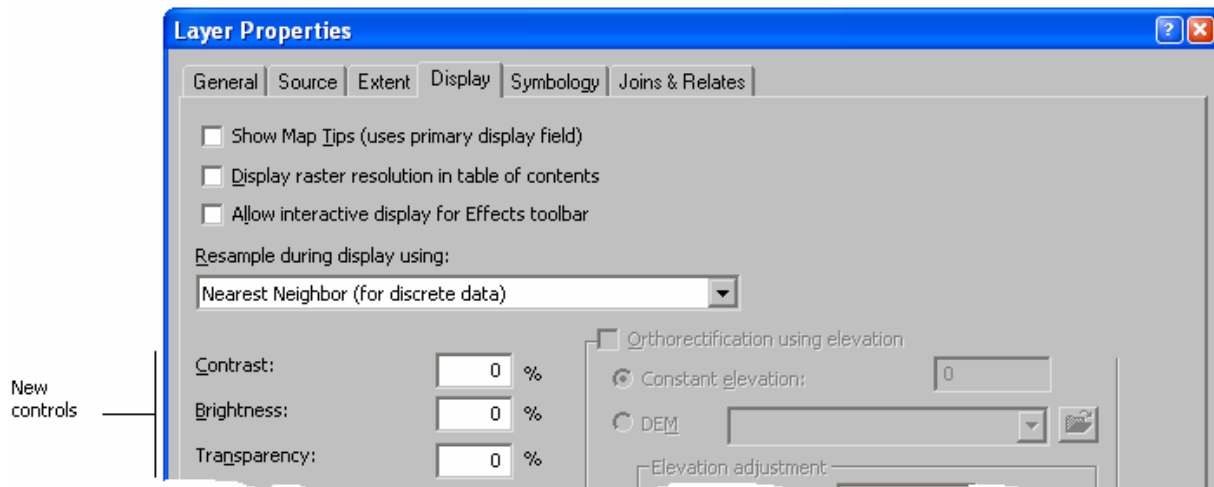 Layer Properties
General Source Extent Display Symbology Joins & Relates
Show Map Tips (uses primary display field)
Display raster resolution in table of contents
Allow interactive display for Effects toolbar
Resample during display using:
Nearest Neighbor (for discrete data)
New
controls
Contrast: 0 %
Brightness: 0 %
Transparency: 0 %
Orthorectification using elevation
Constant elevation: 0
DEM
Elevation adjustment